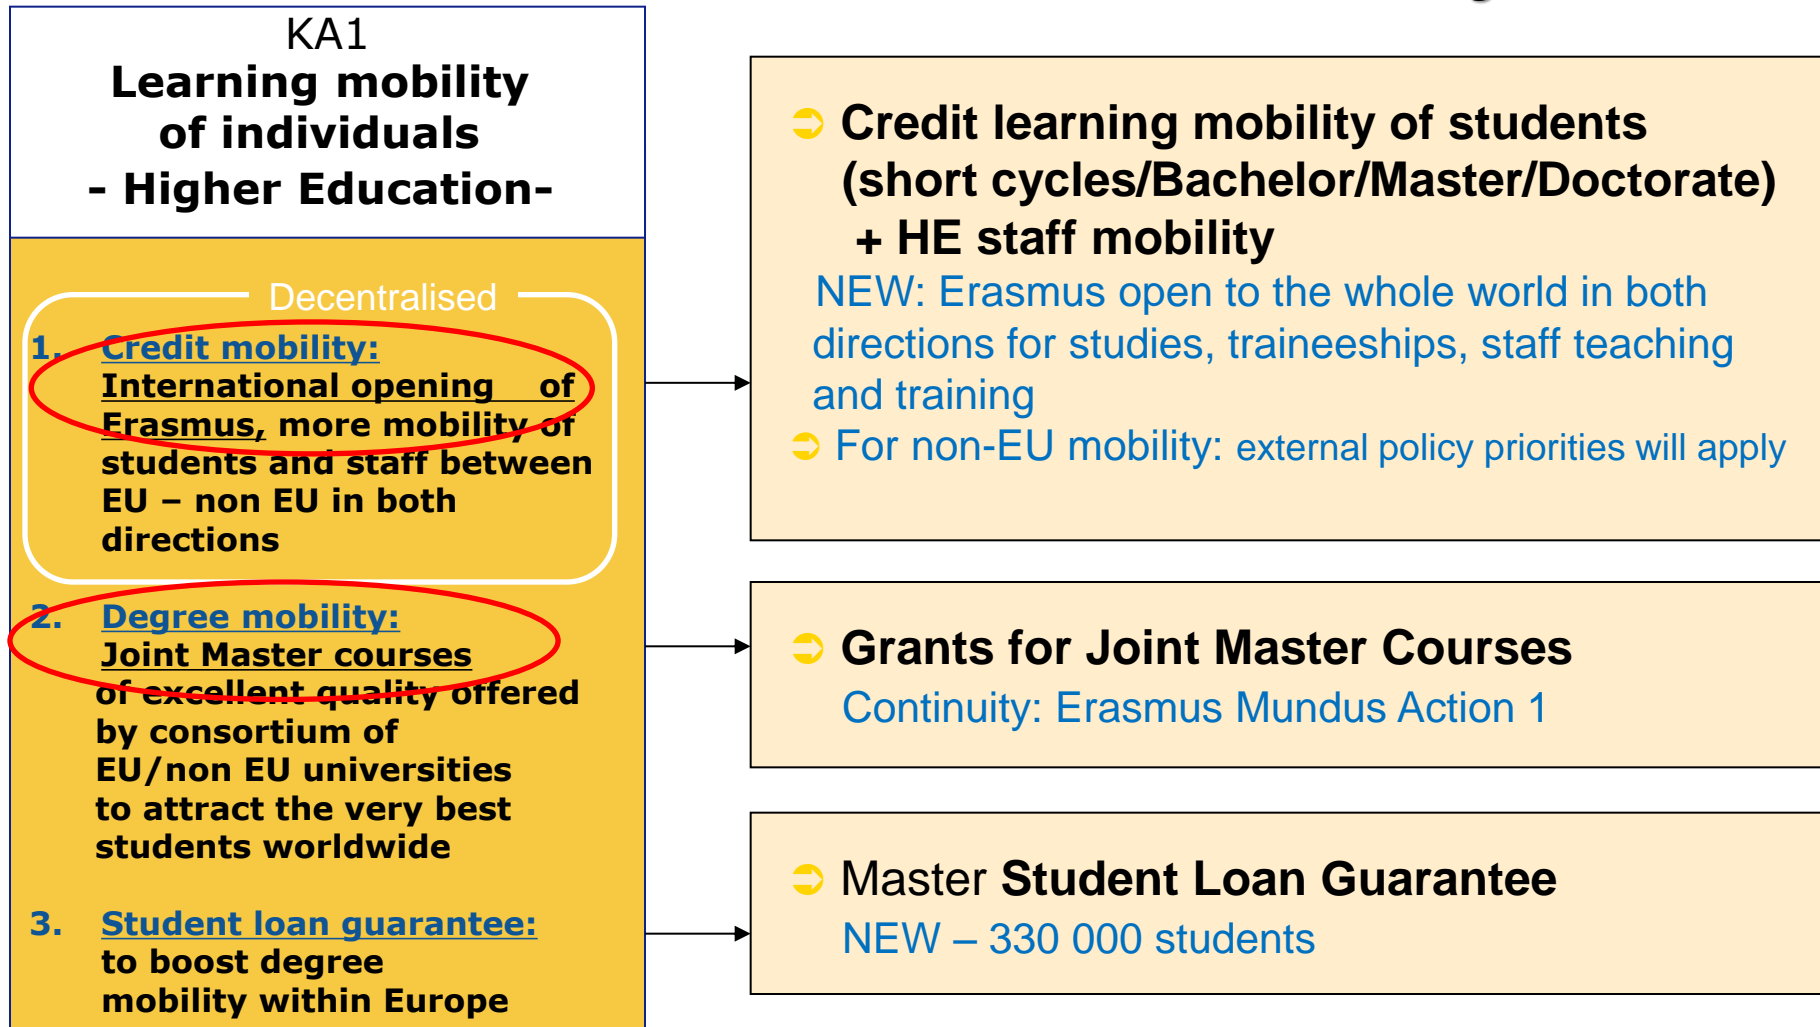 KA1
Learning mobility
of individuals
- Higher Education-
Decentralised
1. Credit mobility:
International opening of
Erasmus, more mobility of
students and staff between
EU – non EU in both
directions
2. Degree mobility:
Joint Master courses
of excellent quality offered
by consortium of
EU/non EU universities
to attract the very best
students worldwide
3. Student loan guarantee:
to boost degree
mobility within Europe
➲ Credit learning mobility of students
(short cycles/Bachelor/Master/Doctorate)
+ HE staff mobility
NEW: Erasmus open to the whole world in both
directions for studies, traineeships, staff teaching
and training
➲ For non-EU mobility: external policy priorities will apply
➲ Grants for Joint Master Courses
Continuity: Erasmus Mundus Action 1
➲ Master Student Loan Guarantee
NEW – 330 000 students